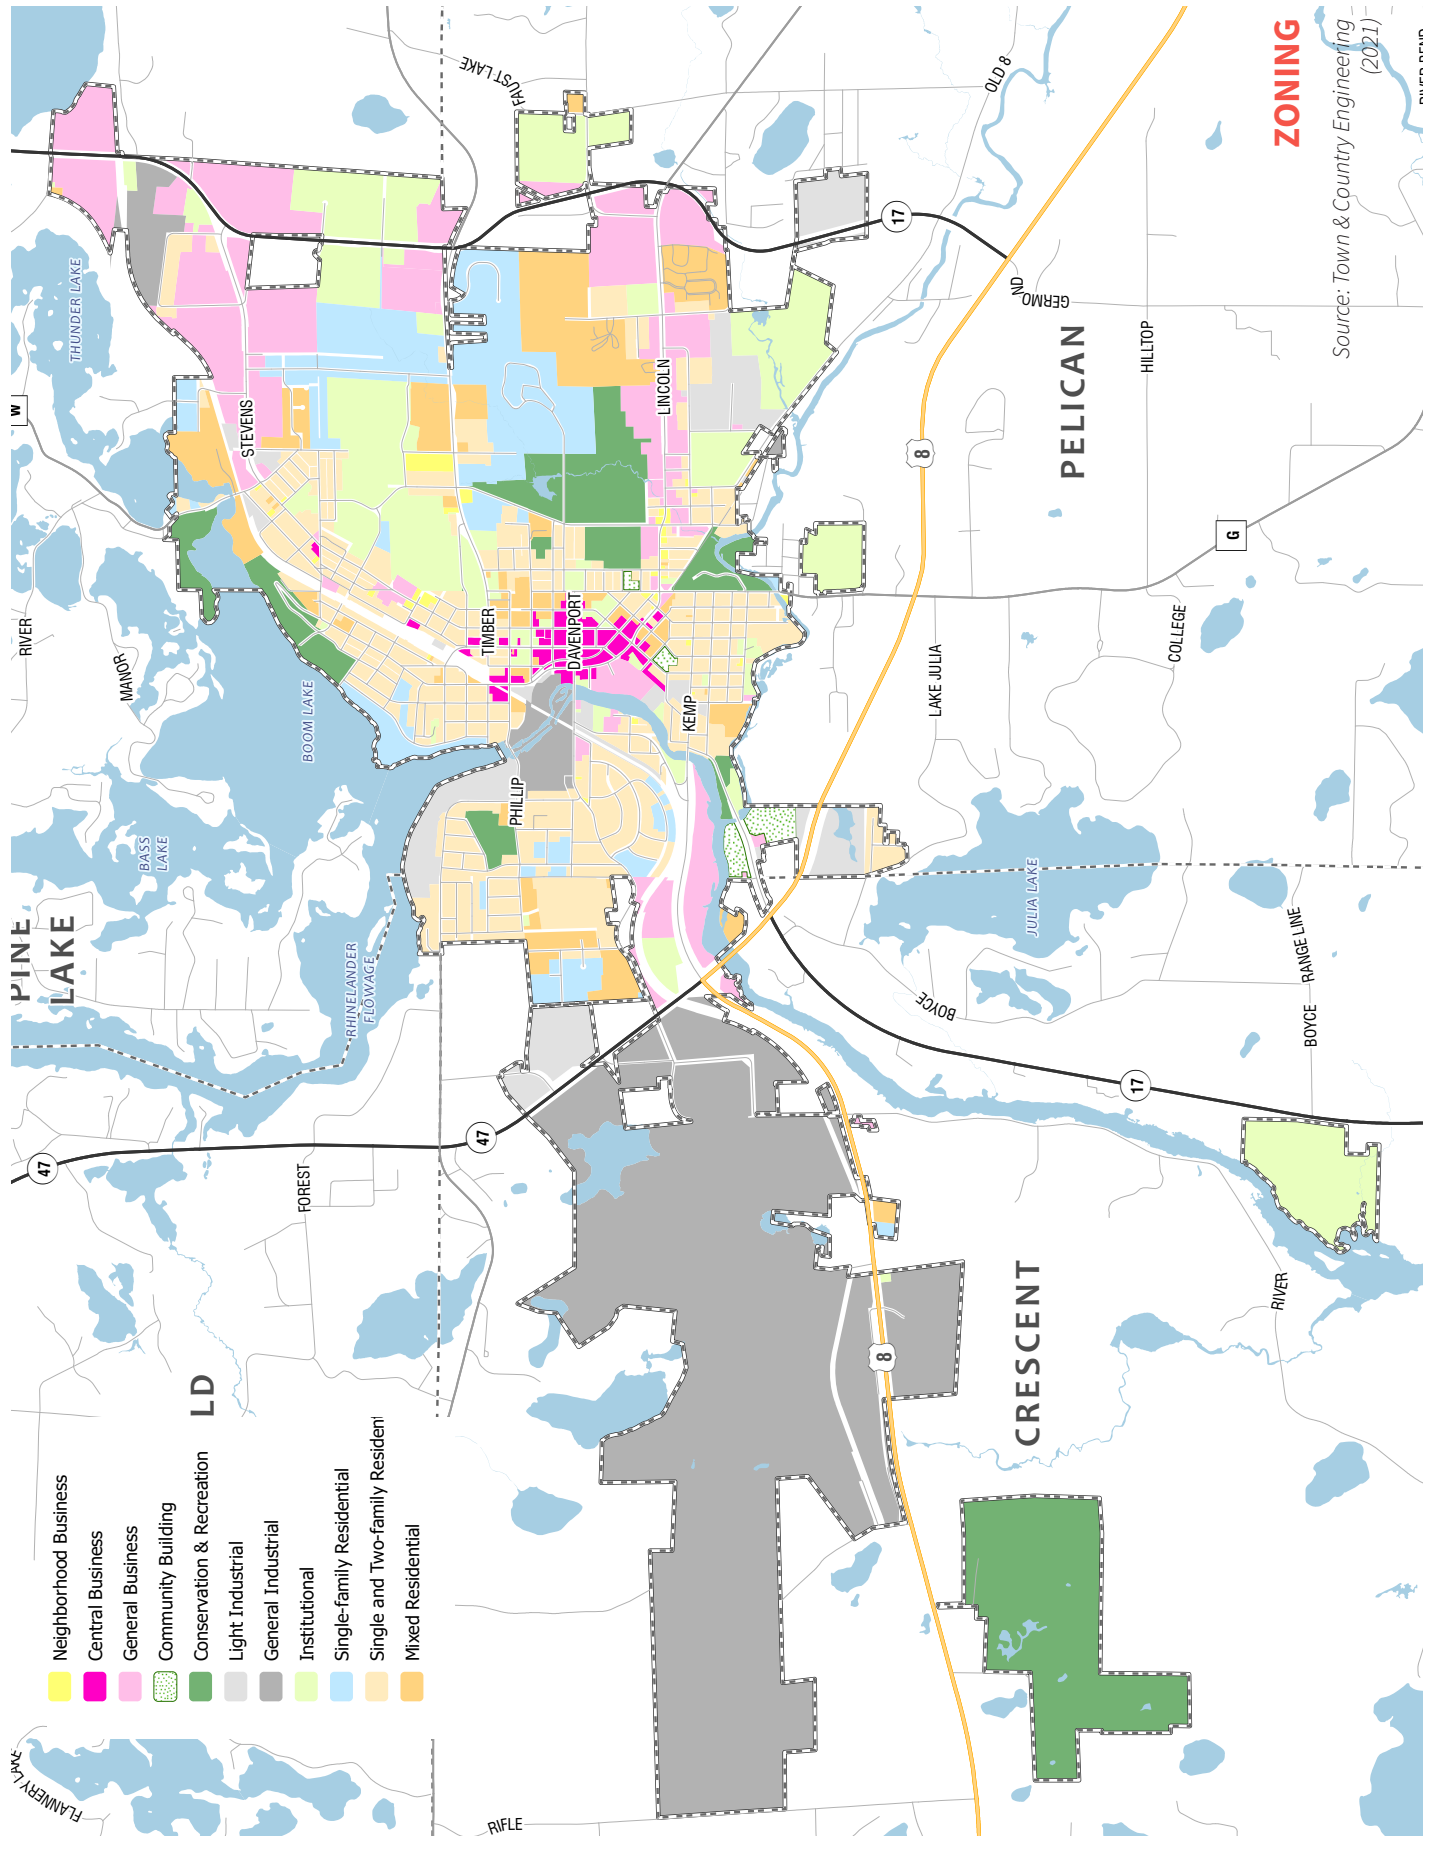 ZONING
Source: Town & Country Engineering
(2021)
Neighborhood Business
Central Business
General Business
Community Building
Conservation & Recreation
Light Industrial
General Industrial
Institutional
Single-family Residential
Single and Two-family Resident
Mixed Residential
FLANNERY LAKE
RIFLE
LD
FOREST
47
47
PINE
LAKE
RHINELANDER
FLOWAGE
BASS
LAKE
BOOM LAKE
MANOR
RIVER
W
THUNDER LAKE
STEVENS
TIMBER
DAVENPORT
PHILLIP
KEMP
LINCOLN
FAUST LAKE
OLD 8
17
GERMOND
HILLTOP
PELICAN
8
G
COLLEGE
LAKE JULIA
JULIA LAKE
RANGE LINE
BOYCE
BOYCE
17
RIVER
CRESCENT
8